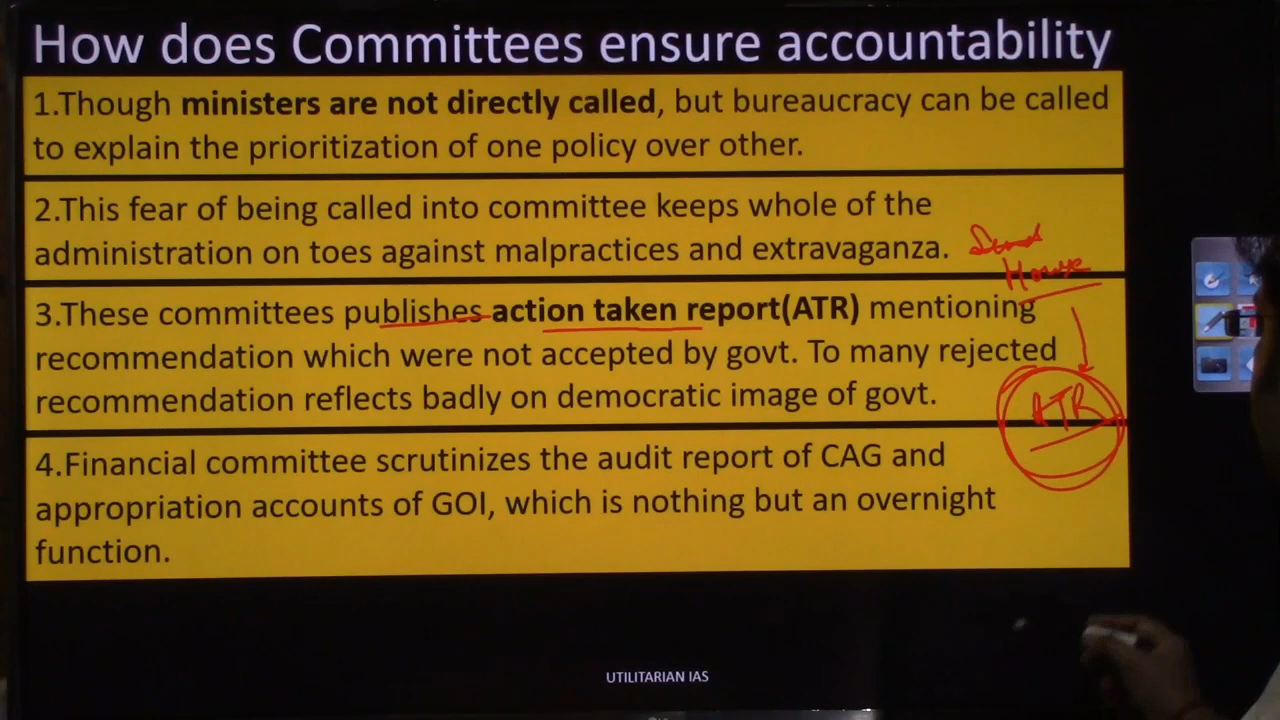 How does Committees ensure accountability
1.Though ministers are not directly called, but bureaucracy can be called
to explain the prioritization of one policy over other.
2.This fear of being called into committee keeps whole of the
administration on toes against malpractices and extravaganza.
House
3.These committees publishes action taken report(ATR) mentioning
recommendation which were not accepted by govt. To many rejected
recommendation reflects badly on democratic image of govt.
ATR
4.Financial committee scrutinizes the audit report of CAG and
appropriation accounts of GOI, which is nothing but an overnight
function.
UTILITARIAN IAS